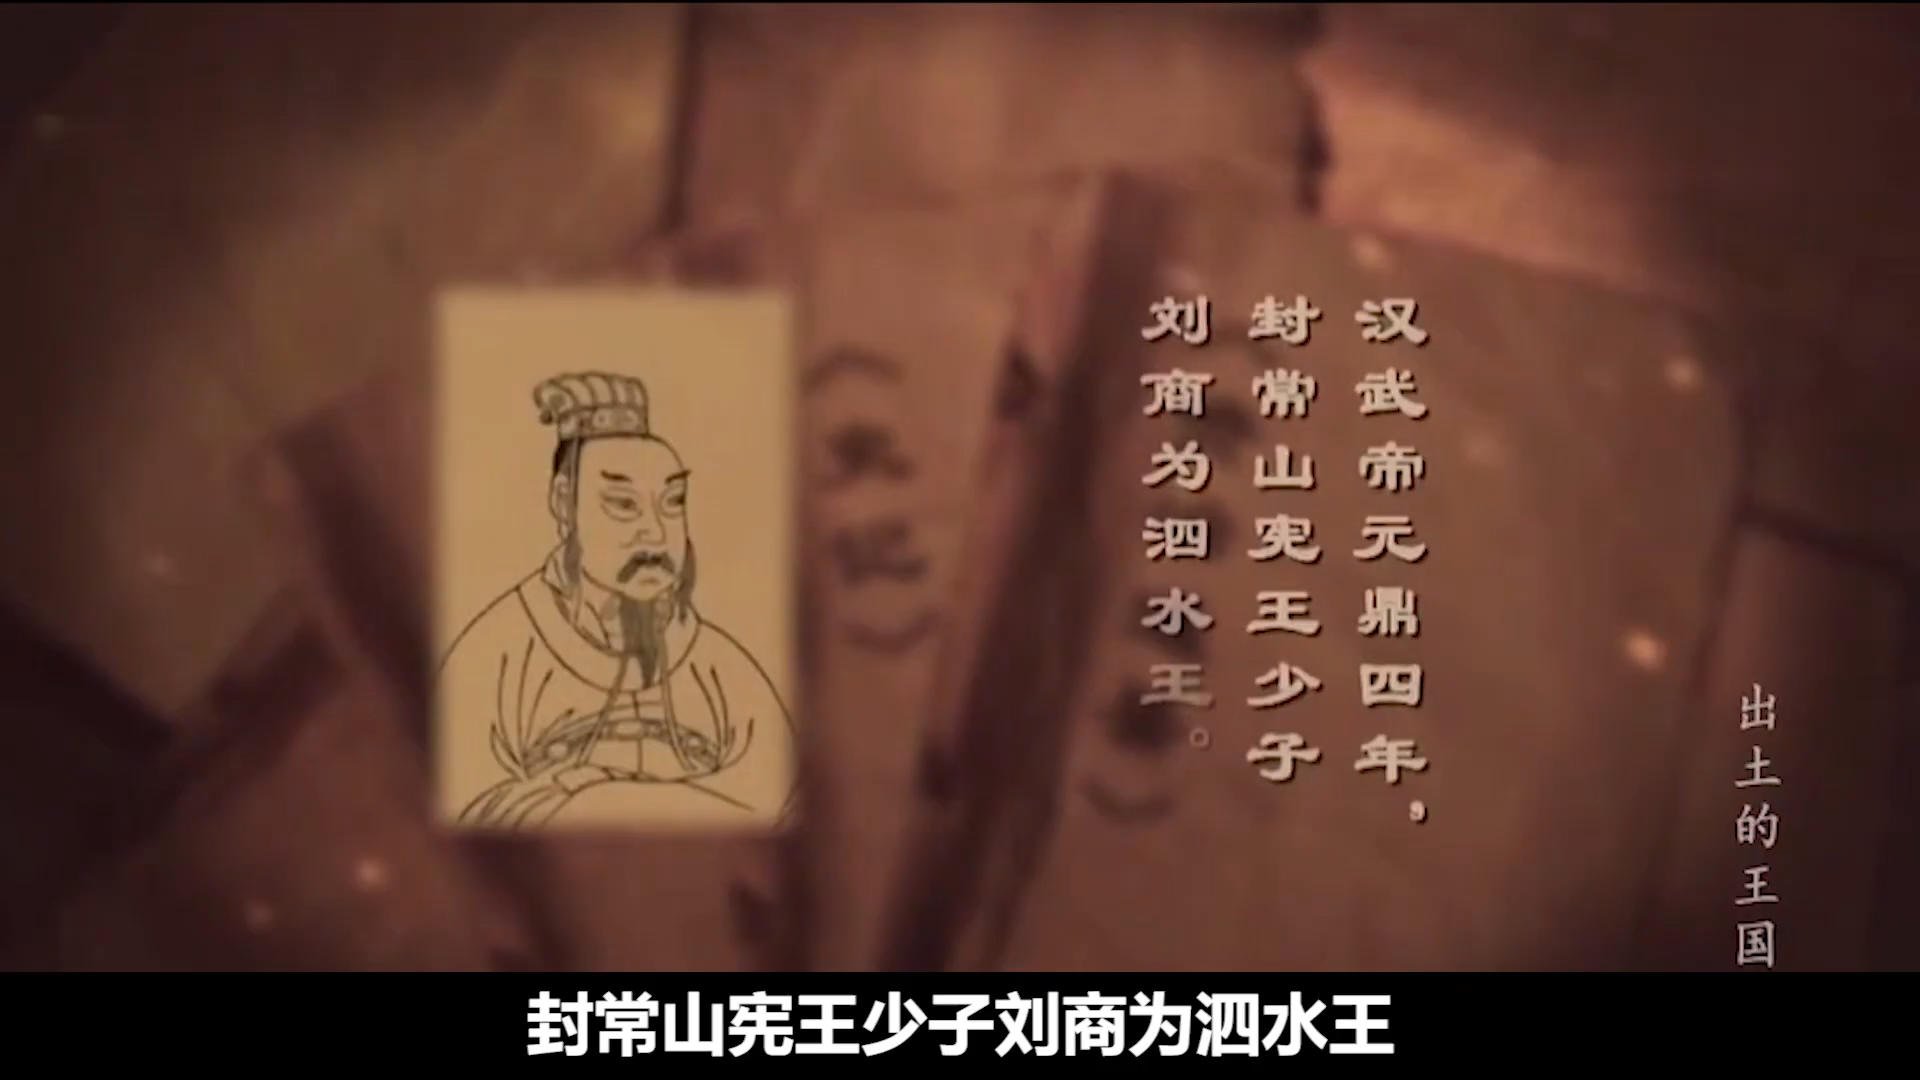 汉武帝元鼎四年，
封常山宪王少子
刘商为泗水王。
《史记》
出土的王国
封常山宪王少子刘商为泗水王